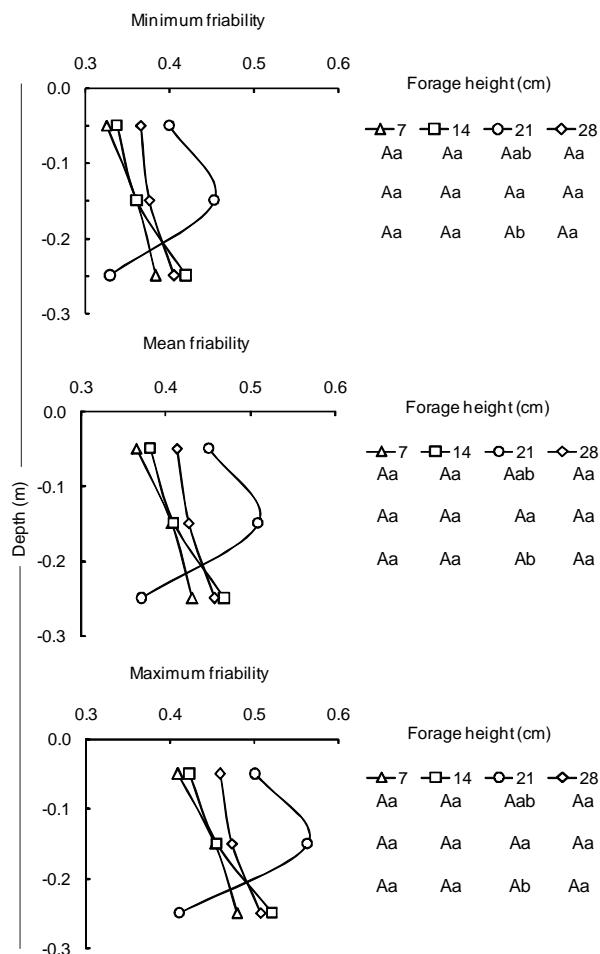 Minimum friability
0.3 0.4 0.5 0.6
0.0
-0.1
-0.2
-0.3
Forage height (cm)
7 14 21 28
Aa Aa Aab Aa
Aa Aa Aa Aa
Aa Aa Ab Aa
Depth (m)
Mean friability
0.3 0.4 0.5 0.6
0.0
-0.1
-0.2
-0.3
Forage height (cm)
7 14 21 28
Aa Aa Aab Aa
Aa Aa Aa Aa
Aa Aa Ab Aa
Maximum friability
0.3 0.4 0.5 0.6
0.0
-0.1
-0.2
-0.3
Forage height (cm)
7 14 21 28
Aa Aa Aab Aa
Aa Aa Aa Aa
Aa Aa Ab Aa